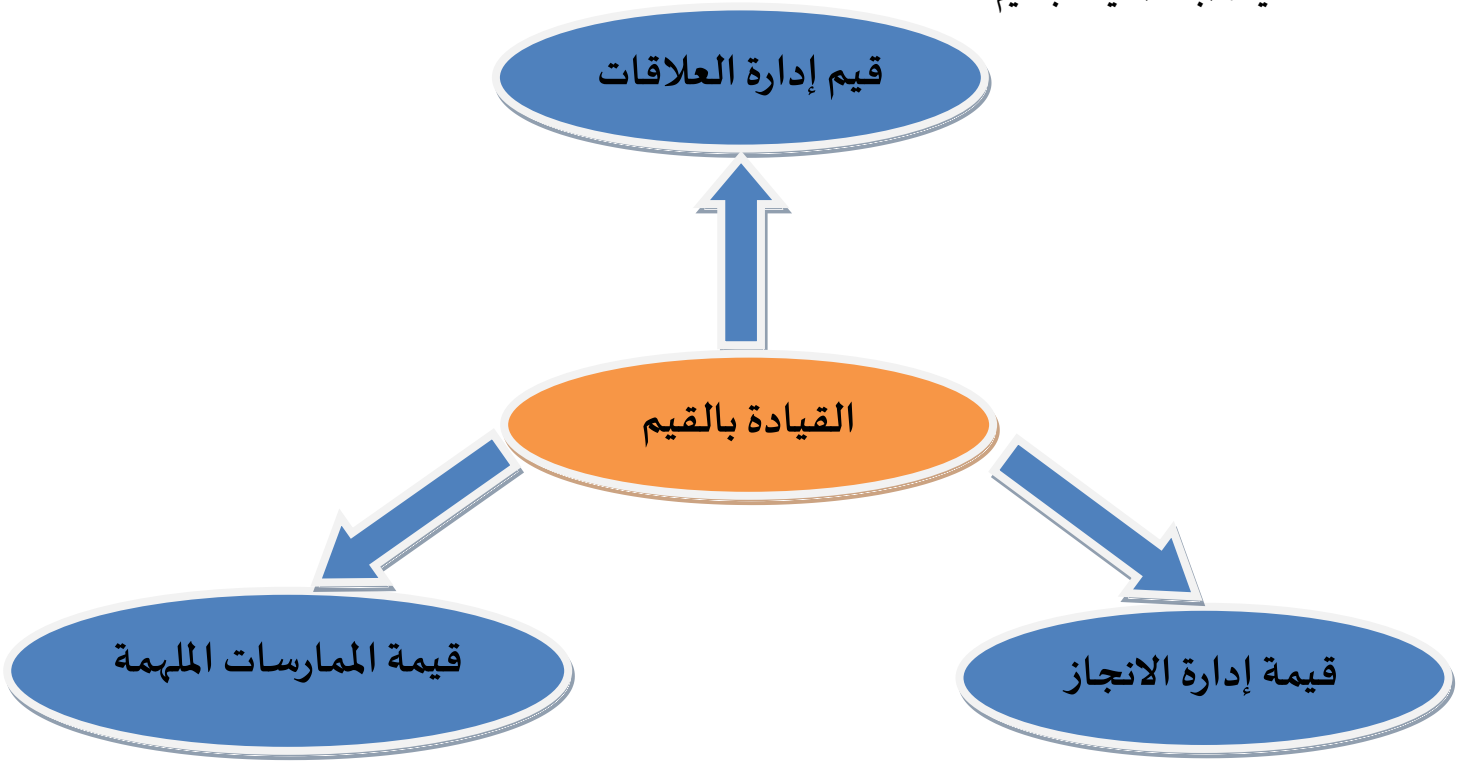 قيم إدارة العلاقات
القيادة بالقيم
قيمة الممارسات الملهمة
قيمة إدارة الانجاز